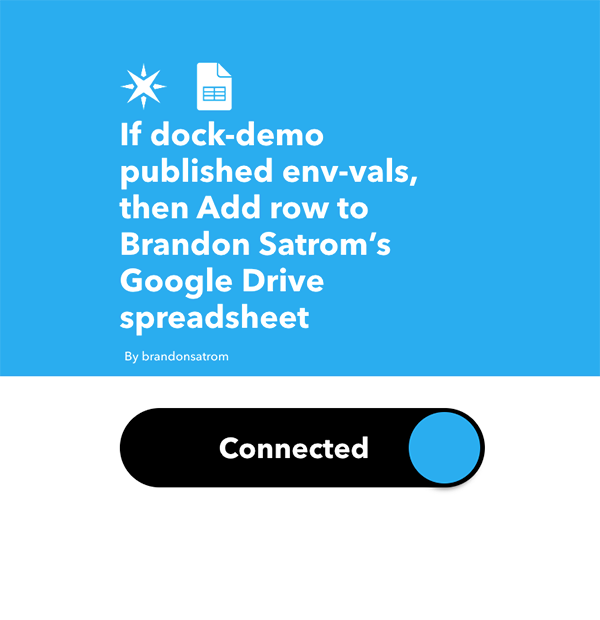 If dock-demo
published env-vals,
then Add row to
Brandon Satrom’s
Google Drive
spreadsheet
By brandonsatrom
Connected